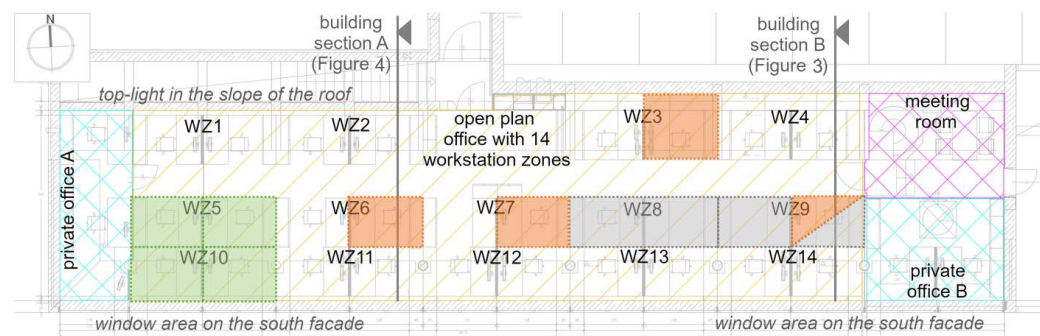 N
building
section A
(Figure 4)
building
section B
(Figure 3)
top-light in the slope of the roof
WZ1
WZ2
open plan
office with 14
workstation zones
WZ3
WZ4
meeting
room
private office A
WZ5
WZ6
WZ7
WZ8
WZ9
WZ10
WZ11
WZ12
WZ13
WZ14
private
office B
window area on the south facade
window area on the south facade